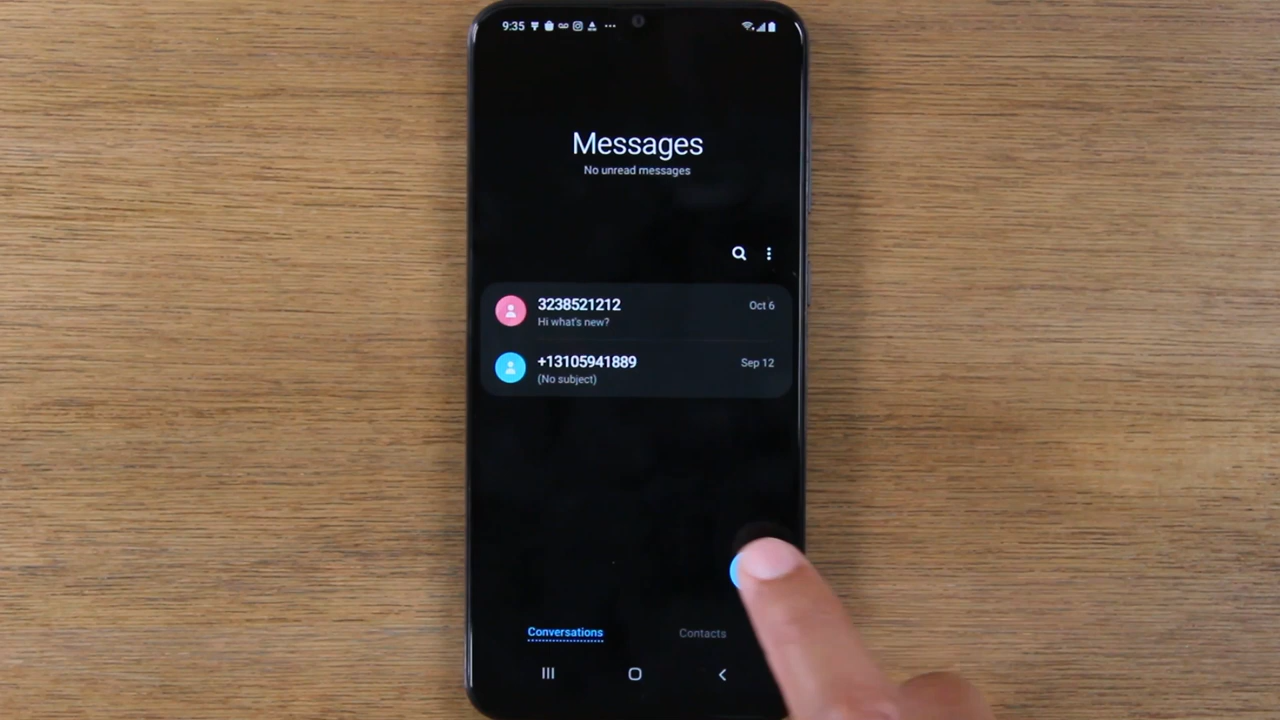 9:35
Messages
No unread messages
3238521212
Oct 6
Hi what's new?
+13105941889
Sep 12
(No subject)
Conversations
Contacts